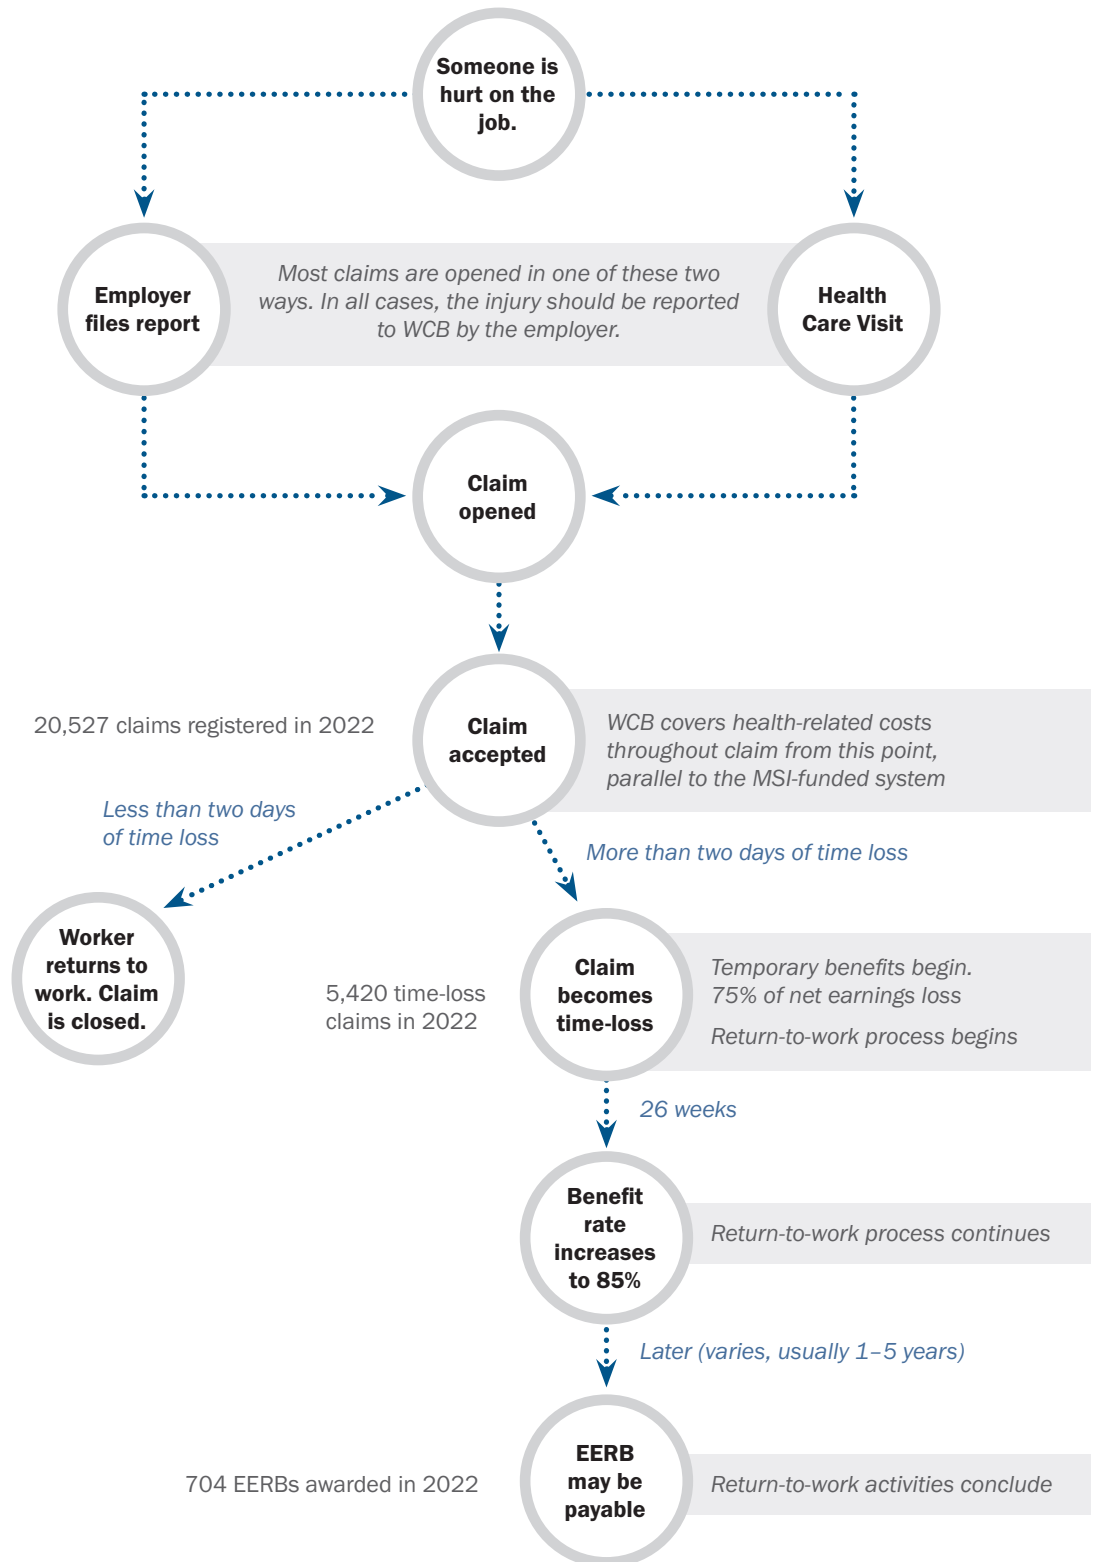 Someone is
hurt on the
job.
Employer
files report
Most claims are opened in one of these two
ways. In all cases, the injury should be reported
to WCB by the employer.
Health
Care Visit
Claim
opened
20,527 claims registered in 2022
Claim
accepted
WCB covers health-related costs
throughout claim from this point,
parallel to the MSI-funded system
Less than two days
of time loss
More than two days of time loss
Worker
returns to
work. Claim
is closed.
5,420 time-loss
claims in 2022
Claim
becomes
time-loss
Temporary benefits begin.
75% of net earnings loss
Return-to-work process begins
26 weeks
Benefit
rate
increases
to 85%
Return-to-work process continues
Later (varies, usually 1–5 years)
704 EERBs awarded in 2022
EERB
may be
payable
Return-to-work activities conclude